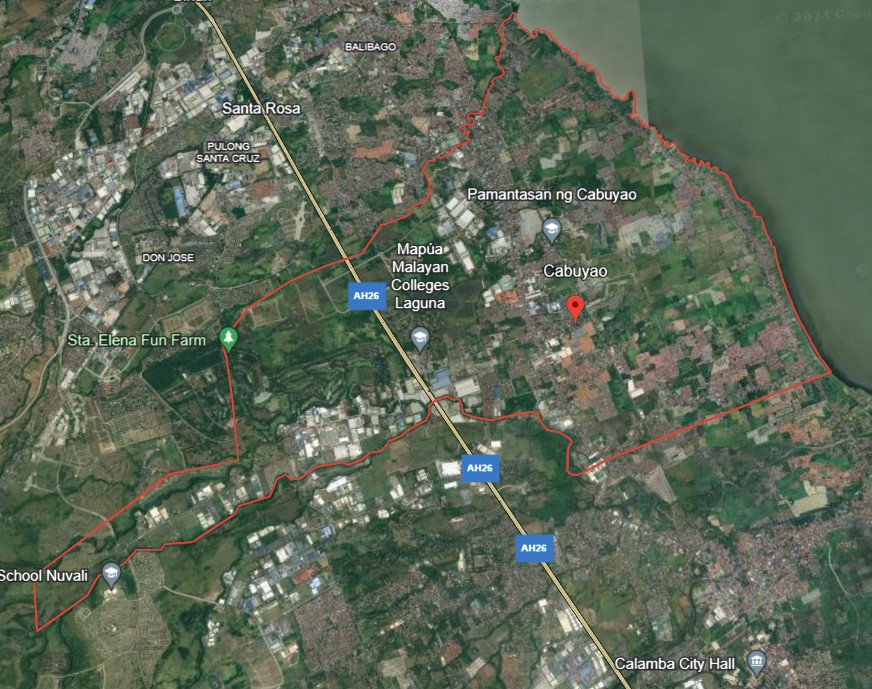 BALIBAGO
Santa Rosa
PULONG
SANTA CRUZ
Pamantasan ng Cabuyao
DON JOSE
Mapúa
Malayan
Colleges
Laguna
Cabuyao
AH26
Sta. Elena Fun Farm
AH26
AH26
School Nuvali
Calamba City Hall